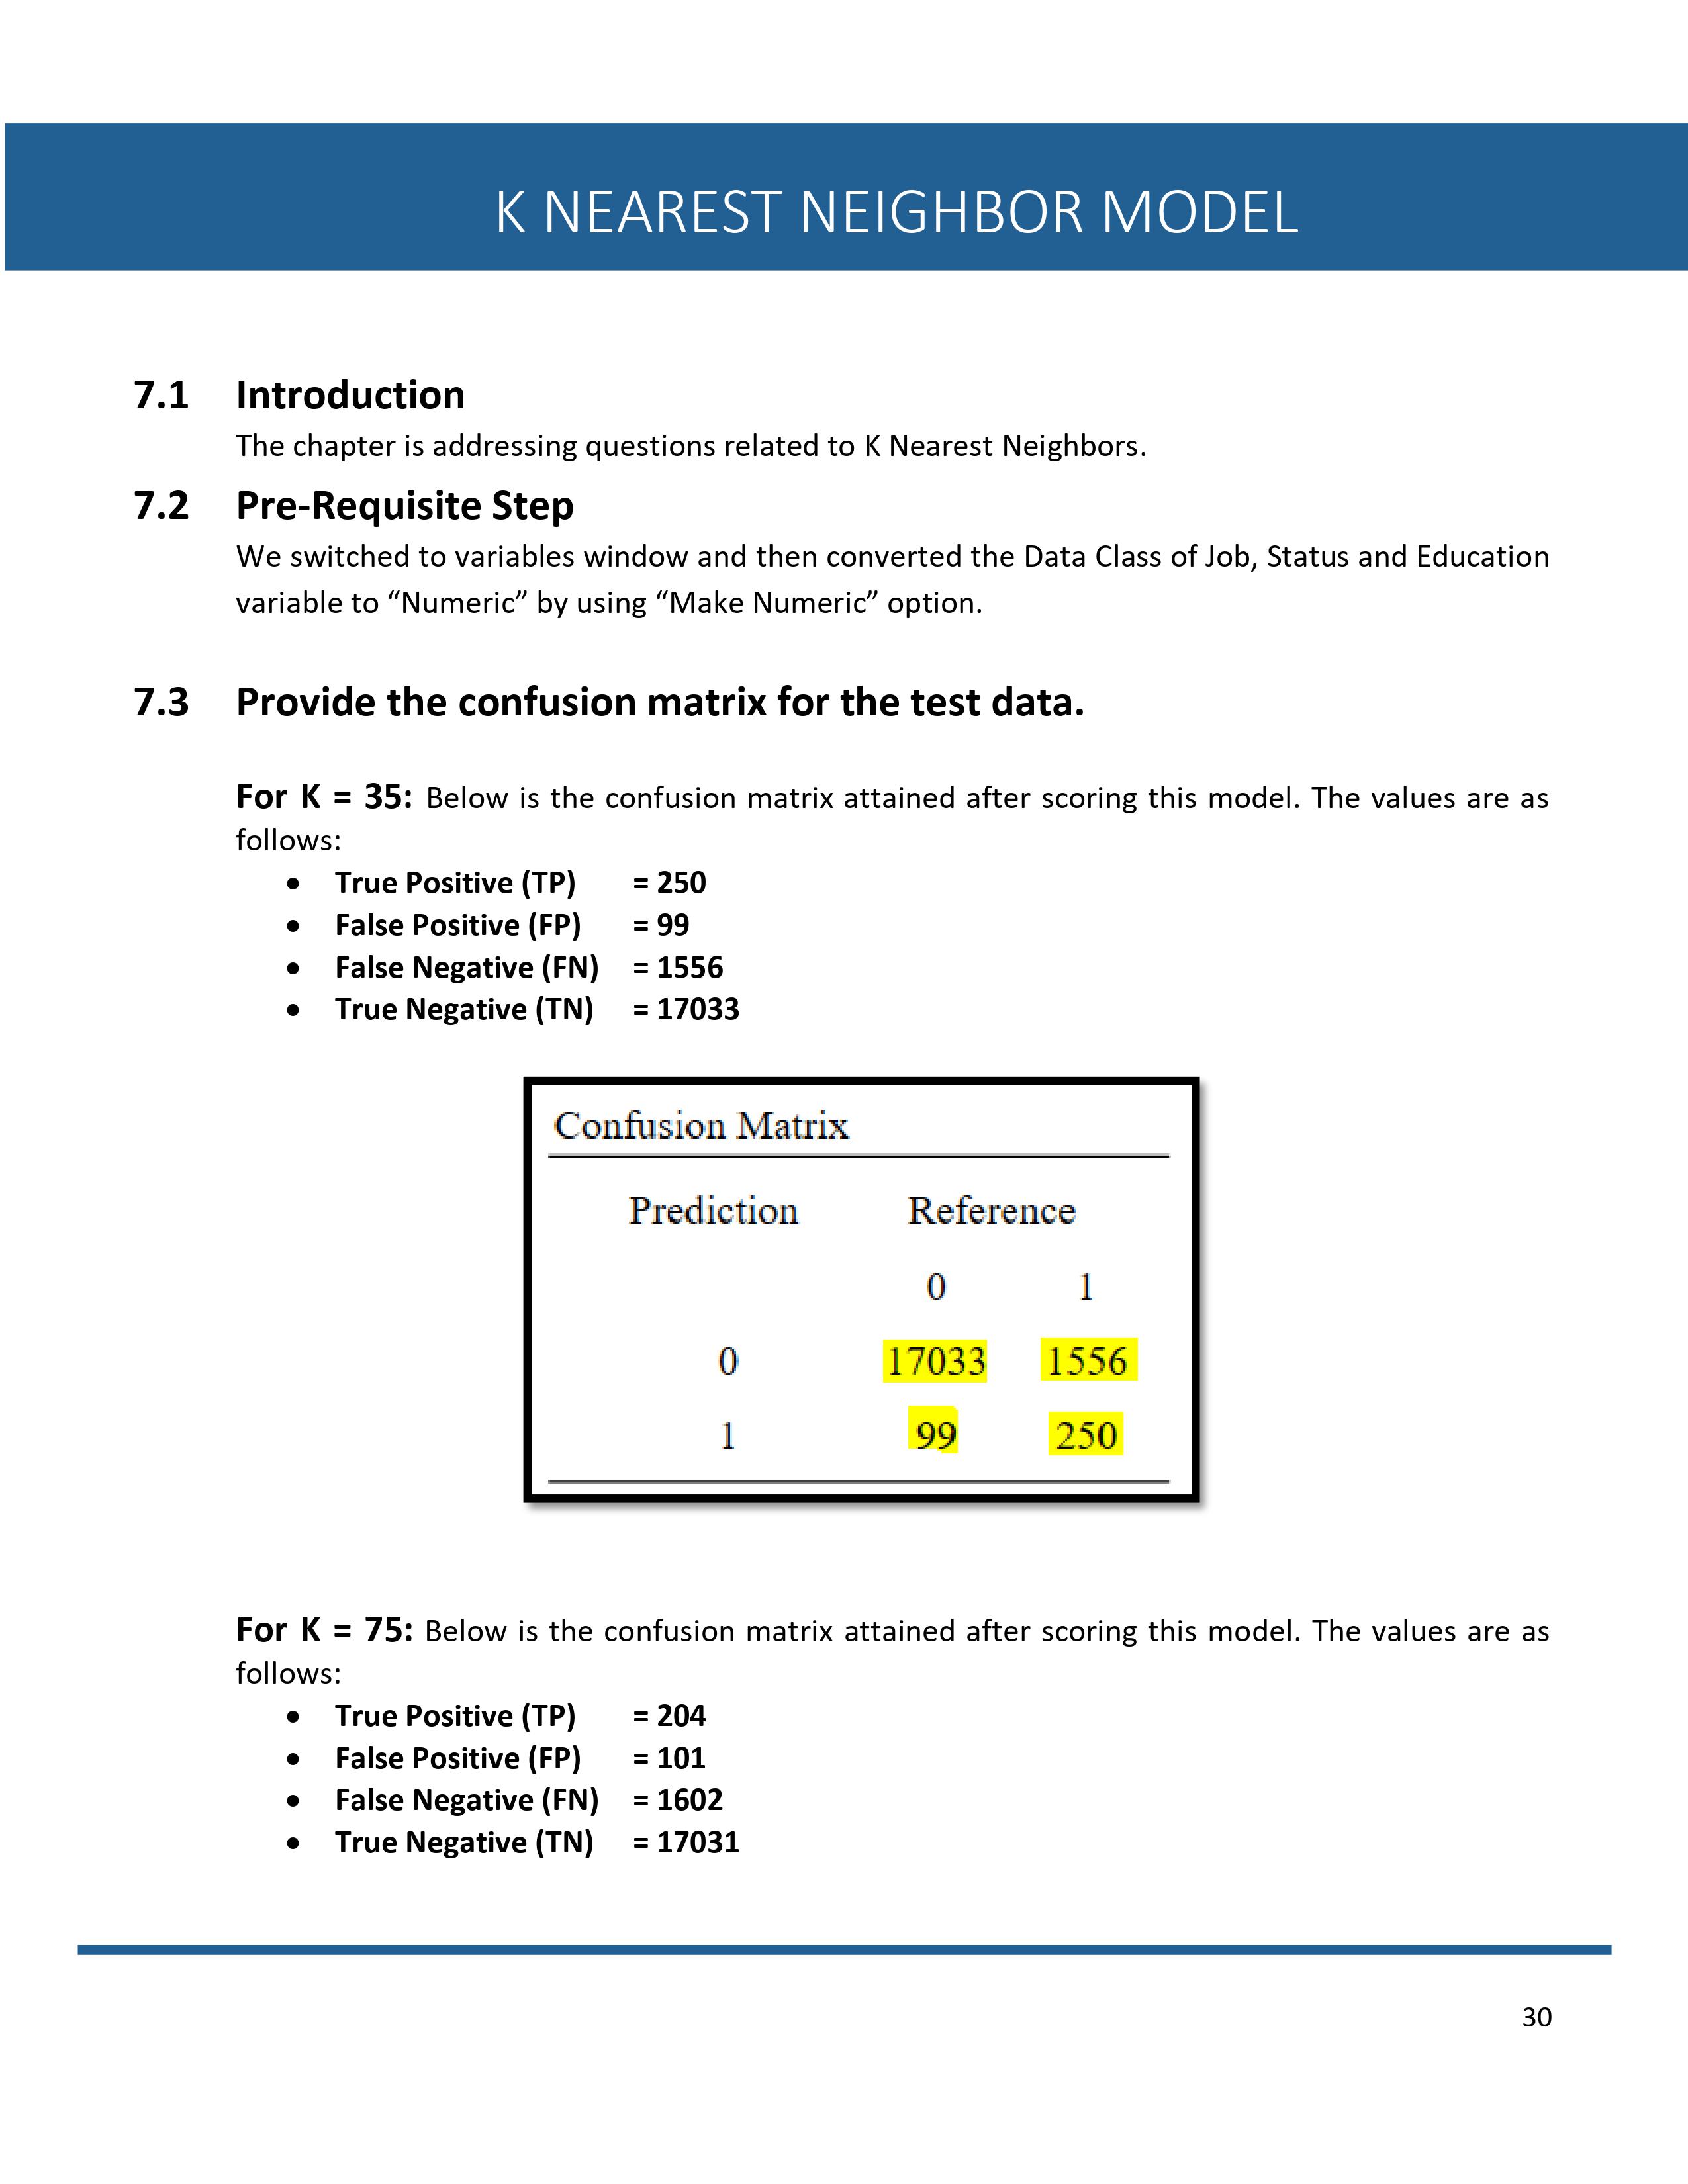 K NEAREST NEIGHBOR MODEL
7.1 Introduction
The chapter is addressing questions related to K Nearest Neighbors.
7.2 Pre-Requisite Step
We switched to variables window and then converted the Data Class of Job, Status and Education
variable to “Numeric” by using “Make Numeric” option.
7.3 Provide the confusion matrix for the test data.
For K = 35: Below is the confusion matrix attained after scoring this model. The values are as
follows:
• True Positive (TP) = 250
• False Positive (FP) = 99
• False Negative (FN) = 1556
• True Negative (TN) = 17033
Confusion Matrix
Prediction Reference
0 1
0 17033 1556
1 99 250
For K = 75: Below is the confusion matrix attained after scoring this model. The values are as
follows:
• True Positive (TP) = 204
• False Positive (FP) = 101
• False Negative (FN) = 1602
• True Negative (TN) = 17031
30